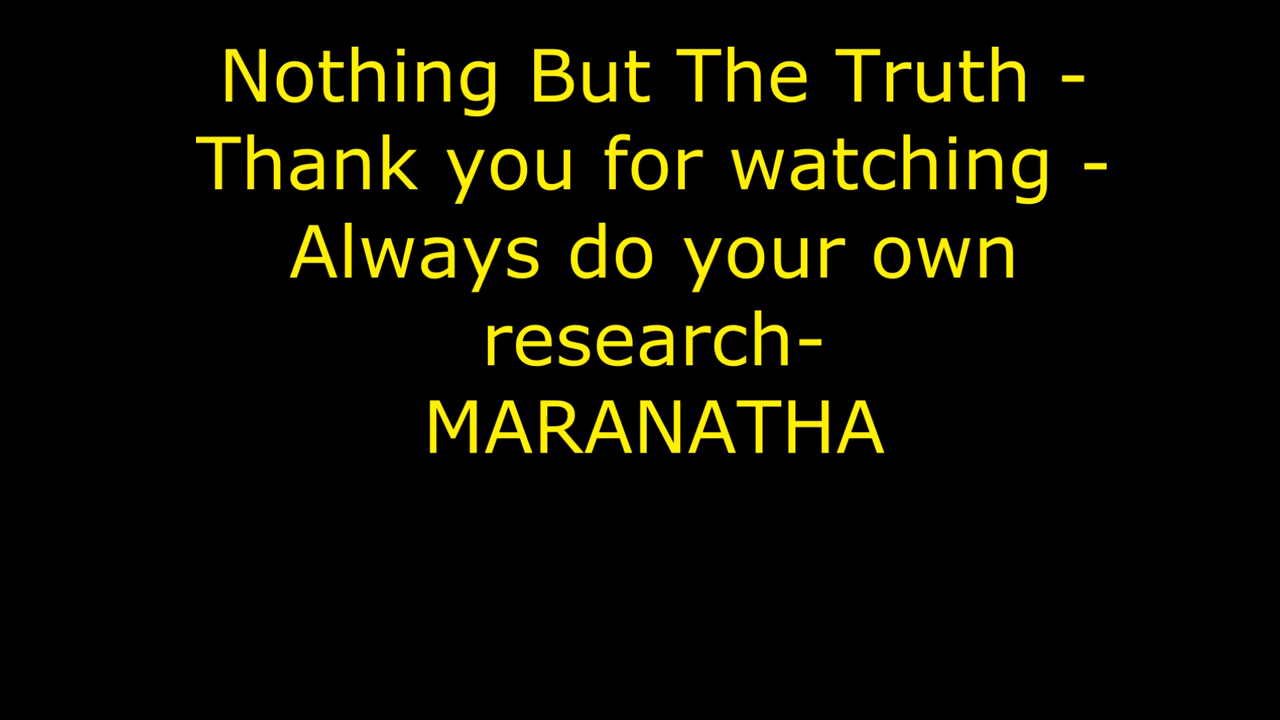 Nothing But The Truth -
Thank you for watching -
Always do your own
research-
MARANATHA